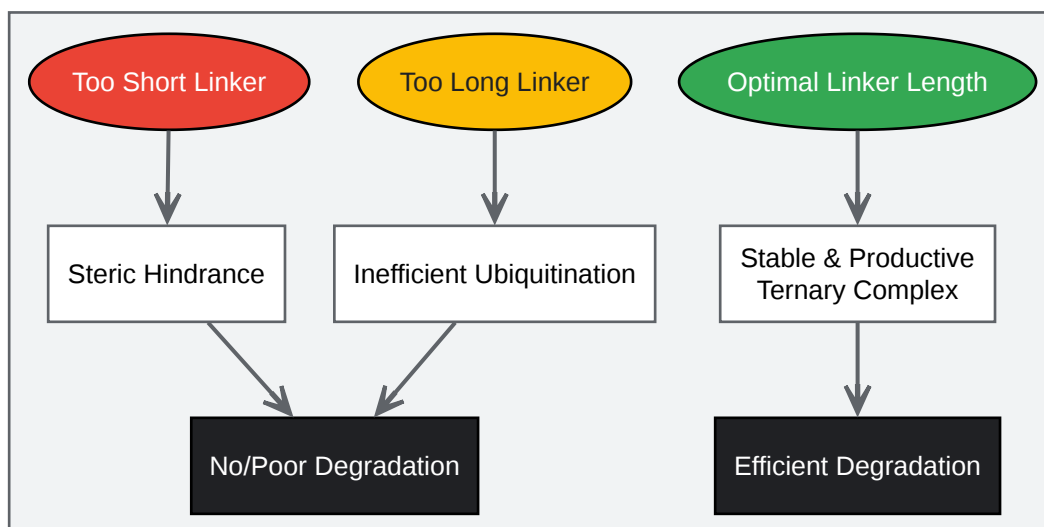 Too Short Linker
Too Long Linker
Optimal Linker Length
Steric Hindrance
Inefficient Ubiquitination
Stable & Productive
Ternary Complex
No/Poor Degradation
Efficient Degradation